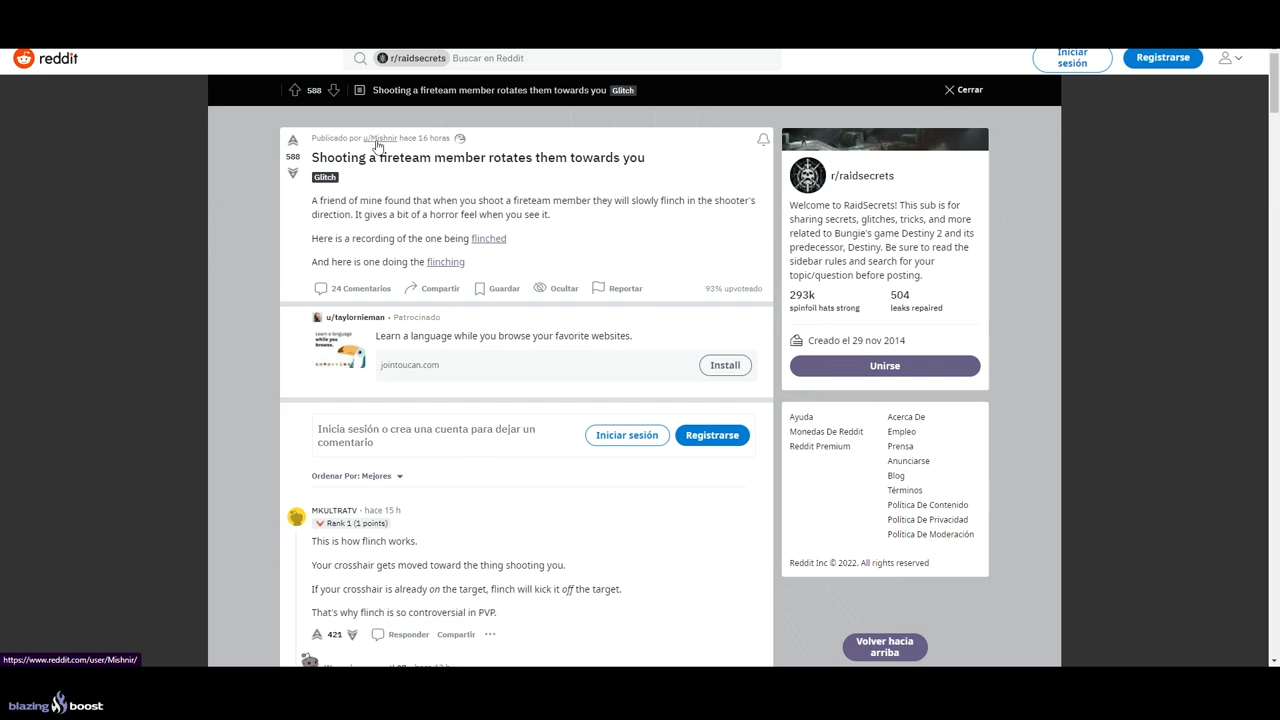 reddit
r/raidsecrets
Buscar en Reddit
Iniciar
sesión
Registrarse
588
Shooting a fireteam member rotates them towards you
Glitch
Cerrar
Publicado por u/Mishnir hace 16 horas
588
Shooting a fireteam member rotates them towards you
Glitch
A friend of mine found that when you shoot a fireteam member they will slowly flinch in the shooter's
direction. It gives a bit of a horror feel when you see it.
Here is a recording of the one being flinched
And here is one doing the flinching
24 Comentarios
Compartir
Guardar
Ocultar
Reportar
93% upvoteado
u/taylornieman • Patrocinado
Learn a language while you browse your favorite websites.
jointoucan.com
Install
Inicia sesión o crea una cuenta para dejar un
comentario
Iniciar sesión
Registrarse
Ordenar Por: Mejores
MKULTRATV · hace 15 h
Rank 1 (1 points)
This is how flinch works.
Your crosshair gets moved toward the thing shooting you.
If your crosshair is already on the target, flinch will kick it off the target.
That's why flinch is so controversial in PVP.
421
Responder
Compartir
r/raidsecrets
Welcome to RaidSecrets! This sub is for
sharing secrets, glitches, tricks, and more
related to Bungie's game Destiny 2 and its
predecessor, Destiny. Be sure to read the
sidebar rules and search for your
topic/question before posting.
293k
504
spinfoil hats strong
leaks repaired
Creado el 29 nov 2014
Unirse
Ayuda
Acerca De
Monedas De Reddit
Empleo
Reddit Premium
Prensa
Anunciarse
Blog
Términos
Política De Contenido
Política De Privacidad
Política De Moderación
Reddit Inc © 2022. All rights reserved
Volver hacia
arriba
https://www.reddit.com/user/Mishnir/
blazing boost